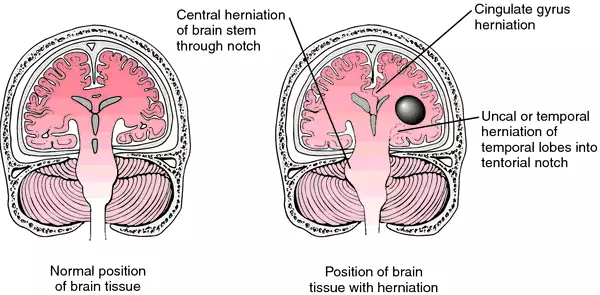 Central herniation
of brain stem
through notch
Cingulate gyrus
herniation
Uncal or temporal
herniation of
temporal lobes into
tentorial notch
Normal position
of brain tissue
Position of brain
tissue with herniation